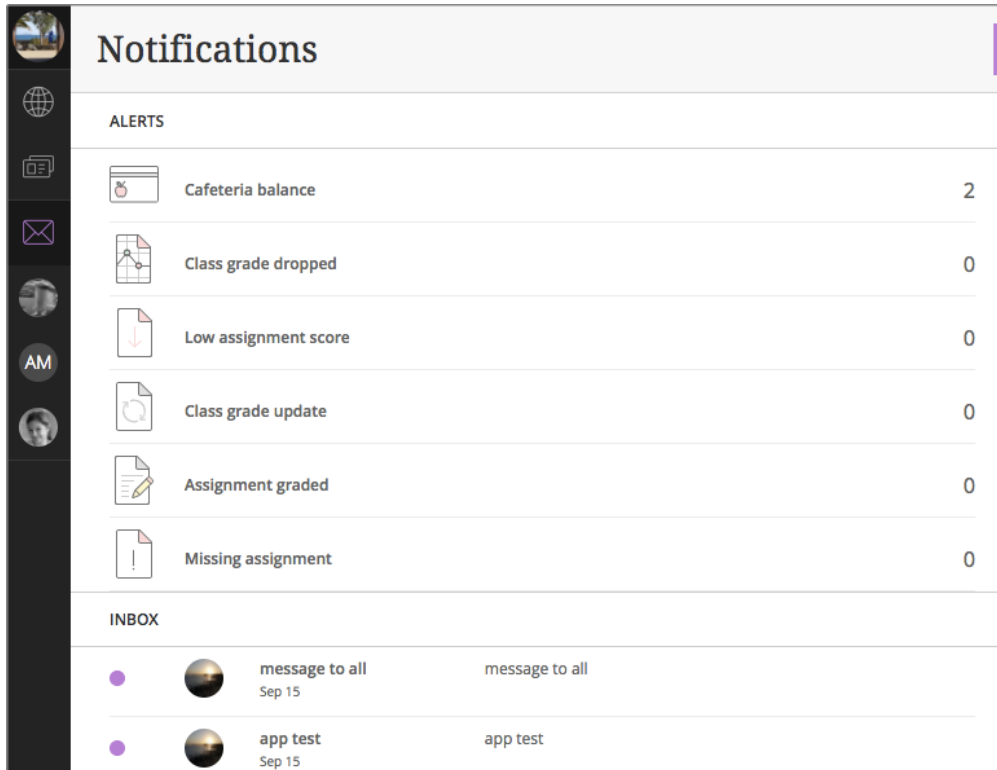 Notifications
ALERTS
Cafeteria balance 2
Class grade dropped 0
Low assignment score 0
AM
Class grade update 0
Assignment graded 0
Missing assignment 0
INBOX
message to all message to all
Sep 15
app test app test
Sep 15